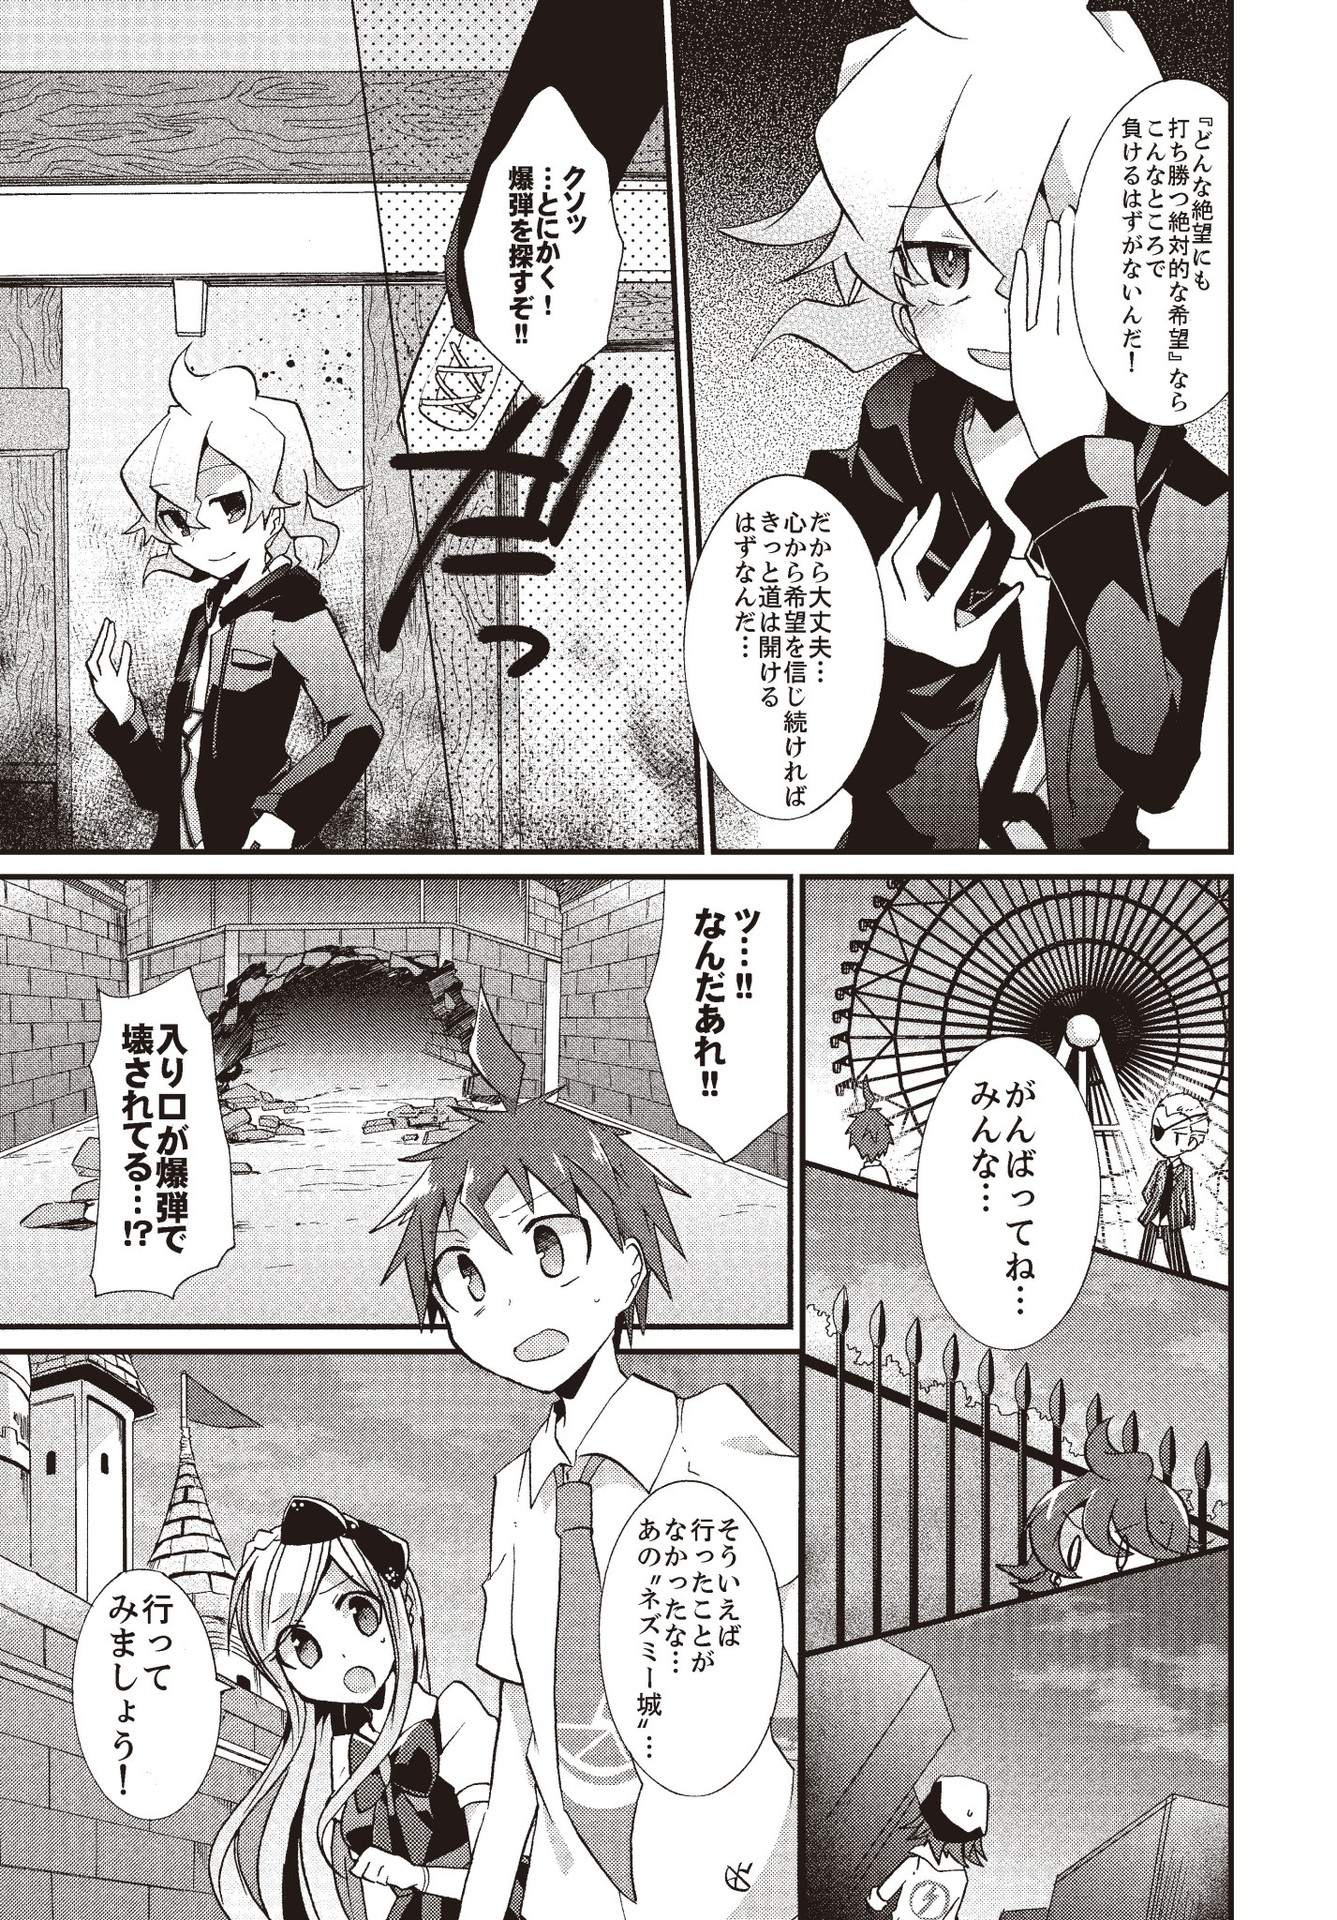 『どんな絶望にも
打ち勝つ絶対的な希望』なら
こんなところで
負けるはずがないんだ！
だから大丈夫…
心から希望を信じ続ければ
きっと道は開ける
はずなんだ…
クソッ
…とにかく！
爆弾を探すぞ!!
がんばってね…
みんな…
ツ…!!
なんだあれ!!
入り口が爆弾で
壊されてる…!?
そういえば
行ったことが
なかったな…
あの〝ネズミー城〟…
行って
みましょう！